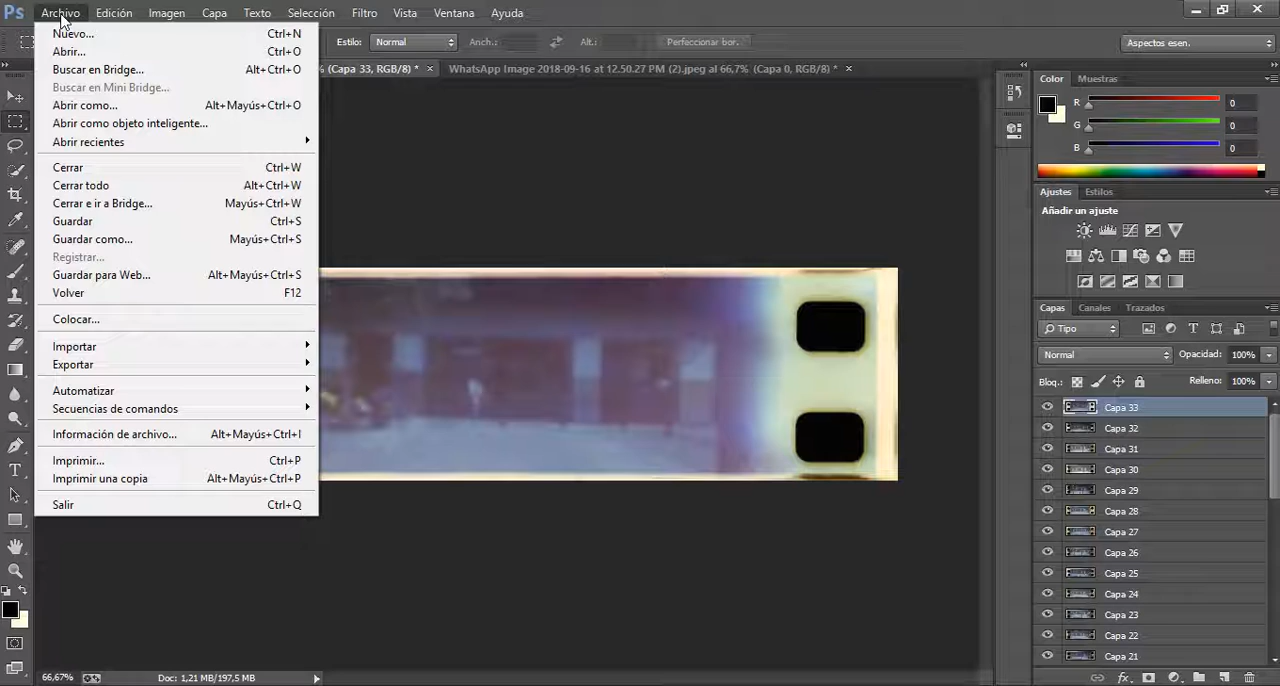 Ps Archivo Edición Imagen Capa Texto Selección Filtro Vista Ventana Ayuda
Estilo: Normal Anch.: Alt.: Perfeccionar bor... Aspectos esen.
% (Capa 33, RGB/8) * × WhatsApp Image 2018-09-16 at 12.50.27 PM (2).jpeg al 66,7% (Capa 0, RGB/8) * ×
Nuevo... Ctrl+N
Abrir... Ctrl+O
Buscar en Bridge... Alt+Ctrl+O
Buscar en Mini Bridge...
Abrir como... Alt+Mayús+Ctrl+O
Abrir como objeto inteligente...
Abrir recientes
Cerrar Ctrl+W
Cerrar todo Alt+Ctrl+W
Cerrar e ir a Bridge... Mayús+Ctrl+W
Guardar Ctrl+S
Guardar como... Mayús+Ctrl+S
Registrar...
Guardar para Web... Alt+Mayús+Ctrl+S
Volver F12
Colocar...
Importar
Exportar
Automatizar
Secuencias de comandos
Información de archivo... Alt+Mayús+Ctrl+I
Imprimir... Ctrl+P
Imprimir una copia Alt+Mayús+Ctrl+P
Salir Ctrl+Q
Color Muestras
R 0
G 0
B 0
Ajustes Estilos
Añadir un ajuste
Capas Canales Trazados
Tipo
Normal Opacidad: 100%
Bloq.: Relleno: 100%
Capa 33
Capa 32
Capa 31
Capa 30
Capa 29
Capa 28
Capa 27
Capa 26
Capa 25
Capa 24
Capa 23
Capa 22
Capa 21
66,67% Doc: 1,21 MB/197,5 MB